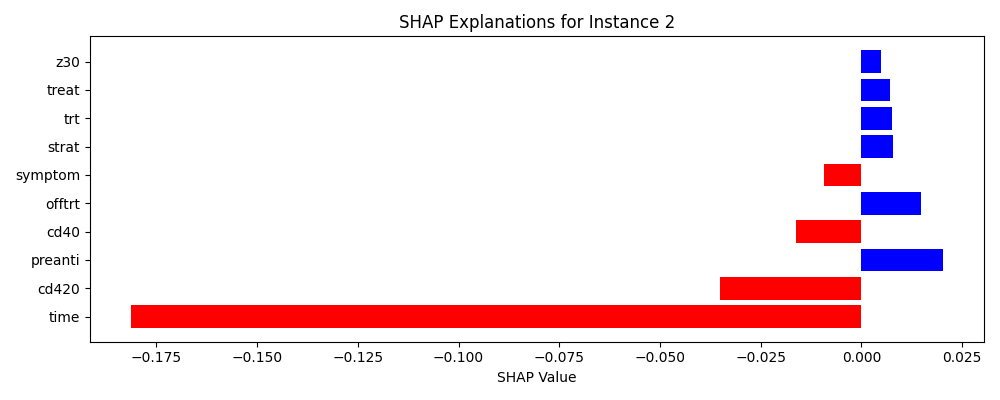 SHAP Explanations for Instance 2
z30
treat
trt
strat
symptom
offtrt
cd40
preanti
cd420
time
−0.175 −0.150 −0.125 −0.100 −0.075 −0.050 −0.025 0.000 0.025
SHAP Value